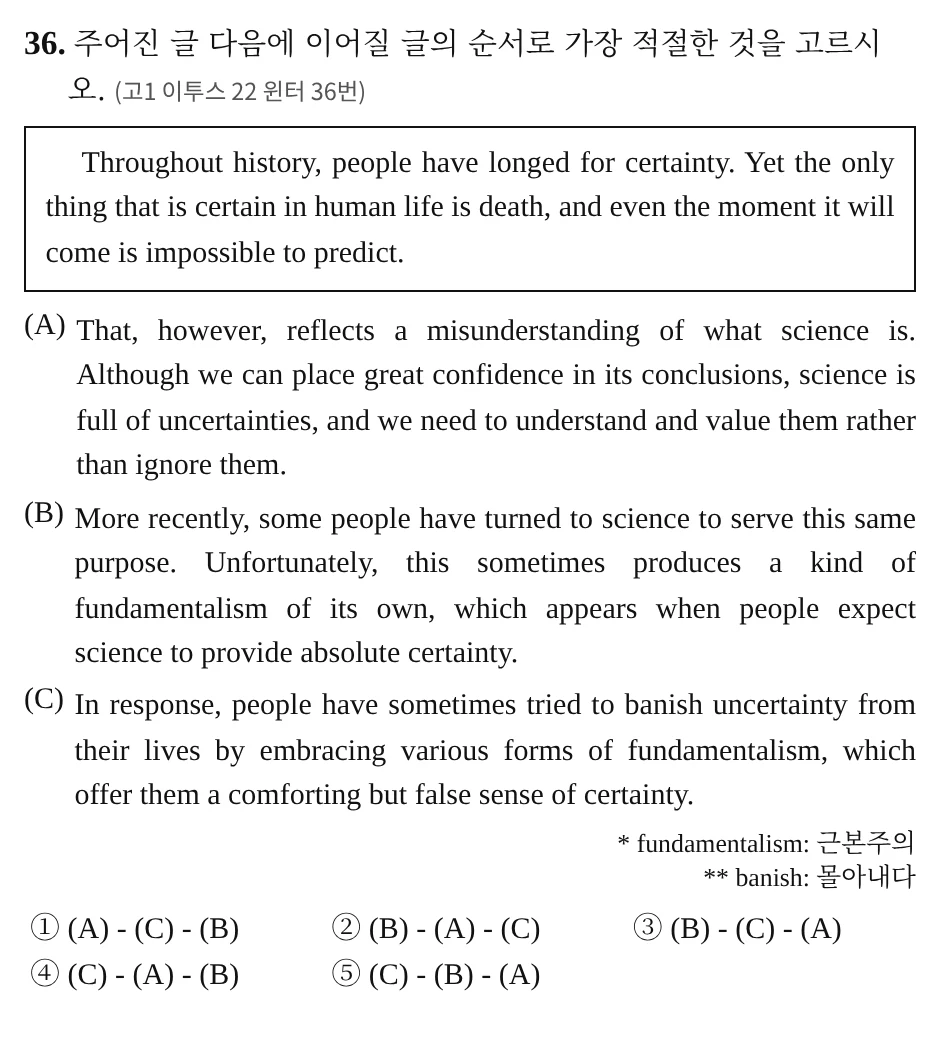 36. 주어진 글 다음에 이어질 글의 순서로 가장 적절한 것을 고르시
오. (고1 이투스 22 윈터 36번)
Throughout history, people have longed for certainty. Yet the only
thing that is certain in human life is death, and even the moment it will
come is impossible to predict.
(A) That, however, reflects a misunderstanding of what science is.
Although we can place great confidence in its conclusions, science is
full of uncertainties, and we need to understand and value them rather
than ignore them.
(B) More recently, some people have turned to science to serve this same
purpose. Unfortunately, this sometimes produces a kind of
fundamentalism of its own, which appears when people expect
science to provide absolute certainty.
(C) In response, people have sometimes tried to banish uncertainty from
their lives by embracing various forms of fundamentalism, which
offer them a comforting but false sense of certainty.
* fundamentalism: 근본주의
** banish: 몰아내다
① (A) - (C) - (B) ② (B) - (A) - (C) ③ (B) - (C) - (A)
④ (C) - (A) - (B) ⑤ (C) - (B) - (A)